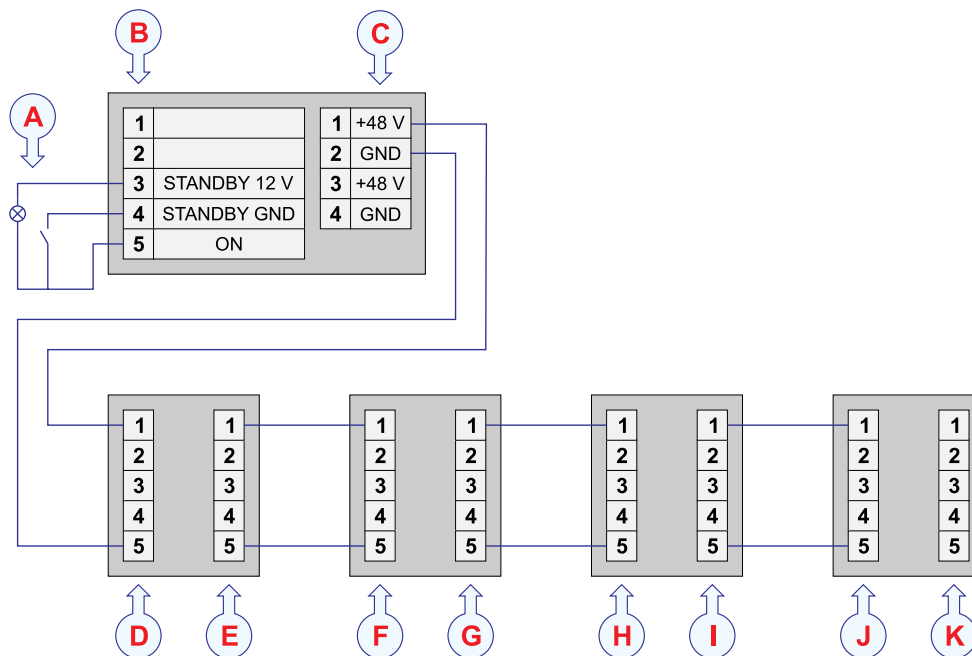 B C
A
1 1 +48 V
2 2 GND
3 STANDBY 12 V 3 +48 V
4 STANDBY GND 4 GND
5 ON
1 1 1 1 1 1 1 1
2 2 2 2 2 2 2 2
3 3 3 3 3 3 3 3
4 4 4 4 4 4 4 4
5 5 5 5 5 5 5 5
D E F G H I J K